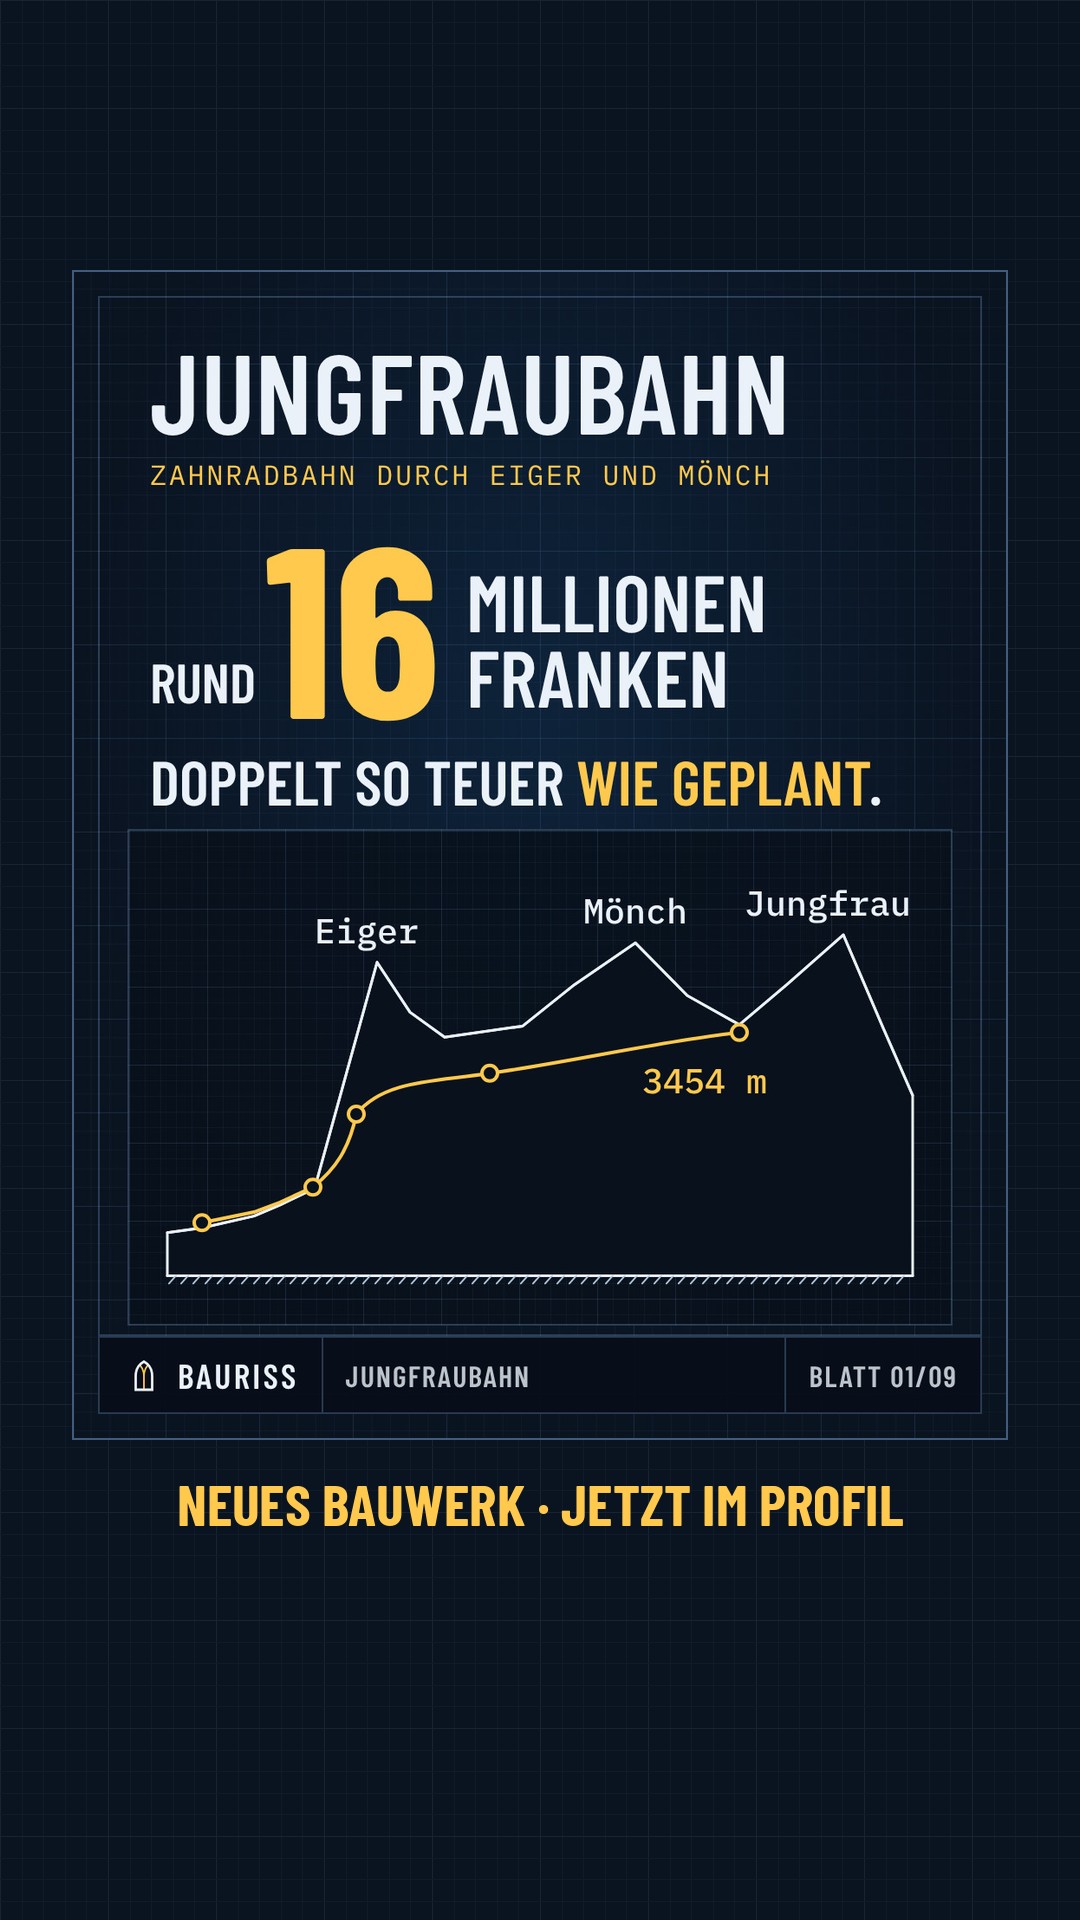 JUNGFRAUBAHN
ZAHNRADBAHN DURCH EIGER UND MÖNCH
RUND 16 MILLIONEN
FRANKEN
DOPPELT SO TEUER WIE GEPLANT.
Eiger
Mönch
Jungfrau
3454 m
BAURISS
JUNGFRAUBAHN
BLATT 01/09
NEUES BAUWERK · JETZT IM PROFIL